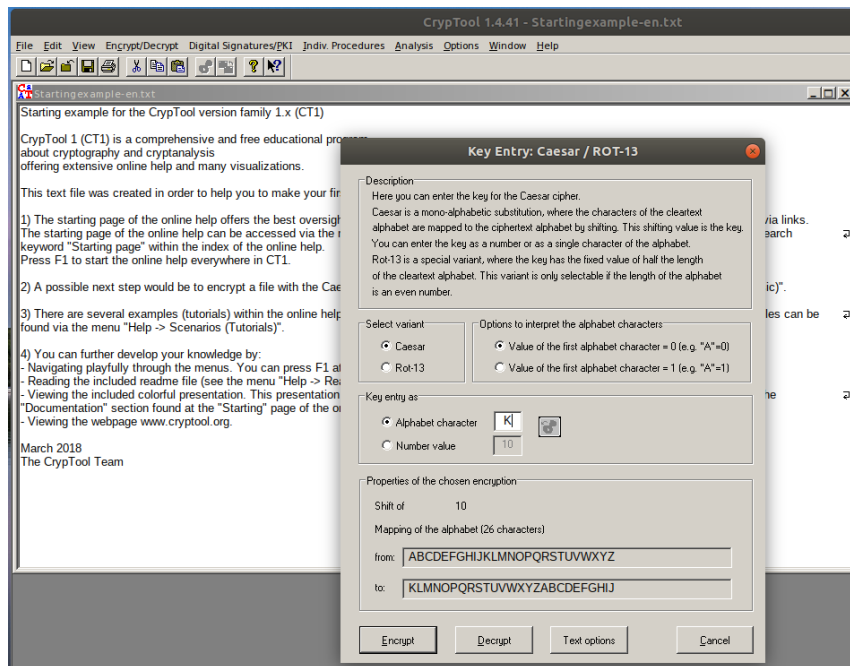 CrypTool 1.4.41 - Startingexample-en.txt
File Edit View Encrypt/Decrypt Digital Signatures/PKI Indiv. Procedures Analysis Options Window Help
Startingexample-en.txt
Starting example for the CrypTool version family 1.x (CT1)
CrypTool 1 (CT1) is a comprehensive and free educational
about cryptography and cryptanalysis
offering extensive online help and many visualizations.
This text file was created in order to help you to make your
1) The starting page of the online help offers the best via links.
The starting page of the online help can be accessed via the
keyword "Starting page" within the index of the online help.
Press F1 to start the online help everywhere in CT1.
2) A possible next step would be to encrypt a file with the
3) There are several examples (tutorials) within the online can be
found via the menu "Help -> Scenarios (Tutorials)".
4) You can further develop your knowledge by:
- Navigating playfully through the menus. You can press F1
- Reading the included readme file (see the menu "Help ->
- Viewing the included colorful presentation. This presentation
"Documentation" section found at the "Starting" page of the
- Viewing the webpage www.cryptool.org.
March 2018
The CrypTool Team
Key Entry: Caesar / ROT-13
Description
Here you can enter the key for the Caesar cipher.
Caesar is a mono-alphabetic substitution, where the characters of the cleartext
alphabet are mapped to the ciphertext alphabet by shifting. This shifting value is the key.
You can enter the key as a number or as a single character of the alphabet.
Rot-13 is a special variant, where the key has the fixed value of half the length
of the cleartext alphabet. This variant is only selectable if the length of the alphabet
is an even number.
Select variant
Caesar
Rot-13
Options to interpret the alphabet characters
Value of the first alphabet character = 0 (e.g. "A"=0)
Value of the first alphabet character = 1 (e.g. "A"=1)
Key entry as
Alphabet character K
Number value 10
Properties of the chosen encryption
Shift of 10
Mapping of the alphabet (26 characters)
from: ABCDEFGHIJKLMNOPQRSTUVWXYZ
to: KLMNOPQRSTUVWXYZABCDEFGHIJ
Encrypt Decrypt Text options Cancel